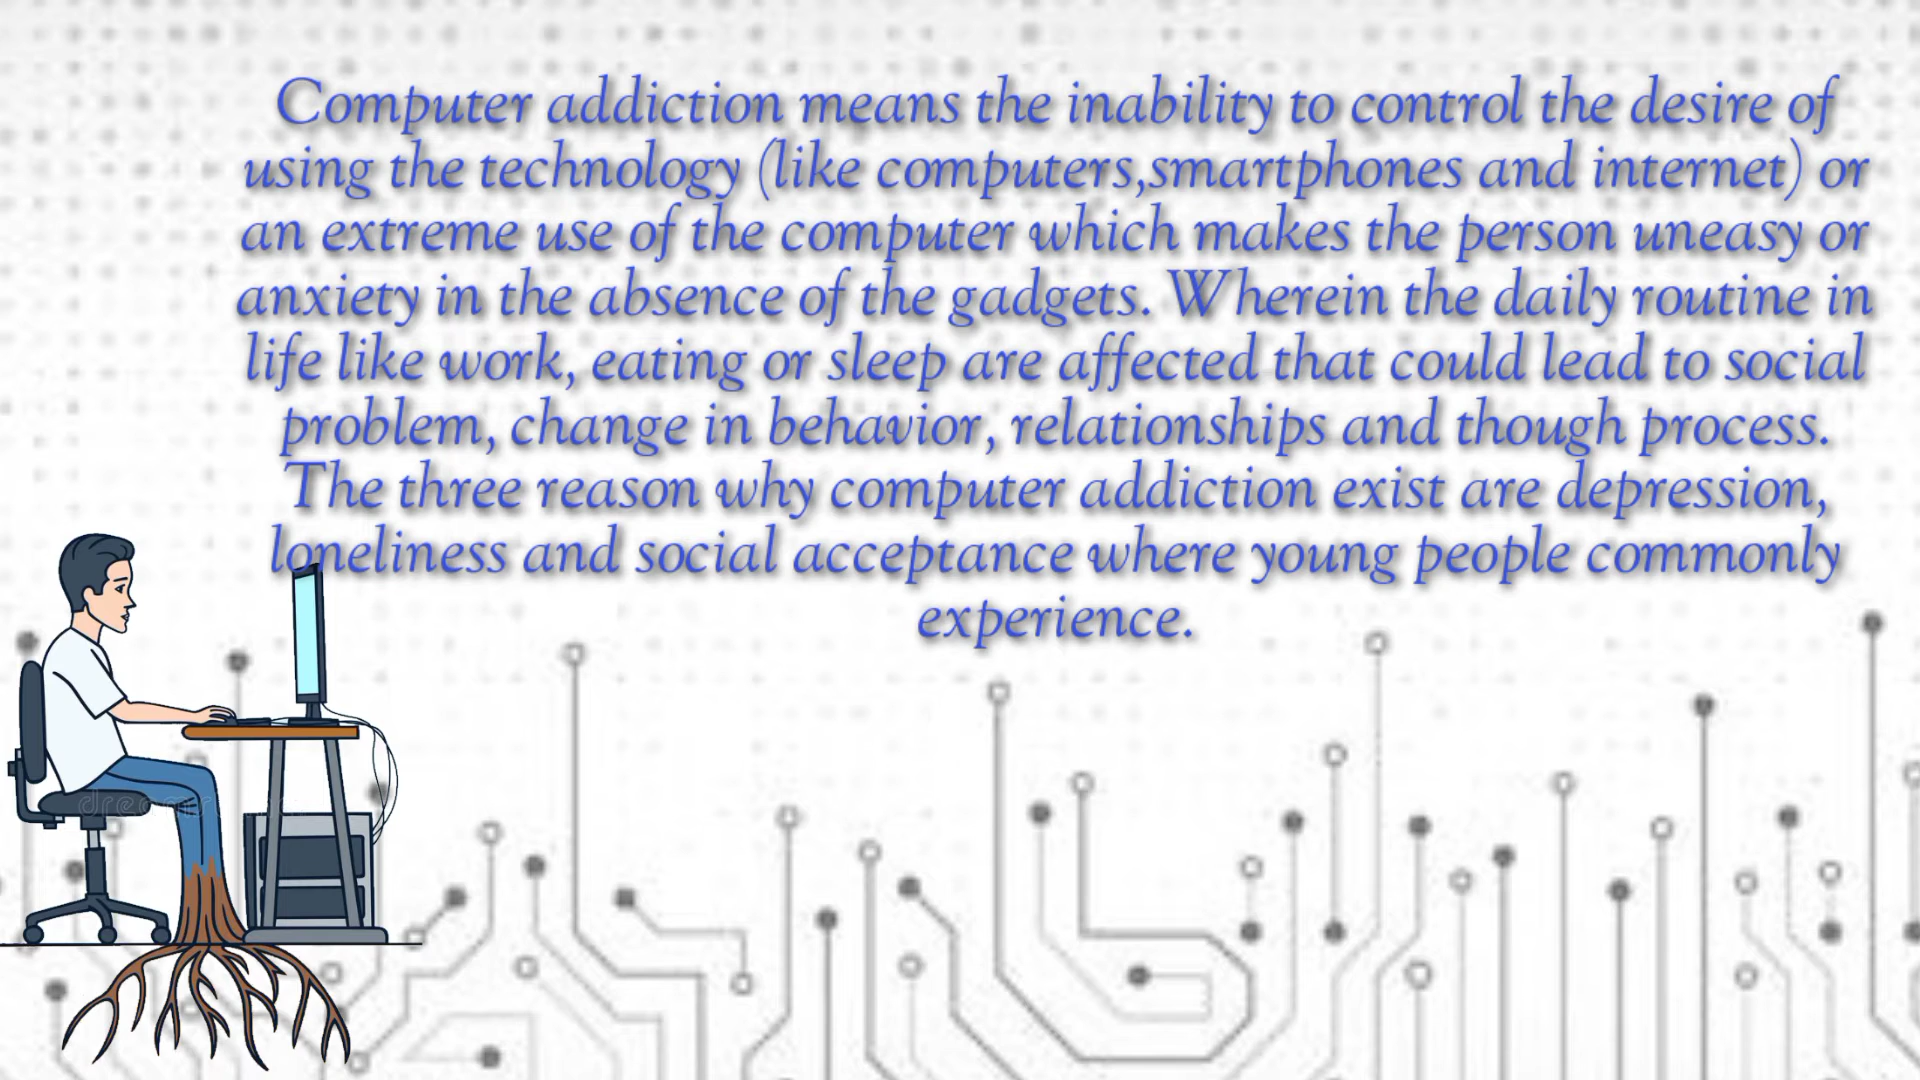 Computer addiction means the inability to control the desire of
using the technology (like computers,smartphones and internet) or
an extreme use of the computer which makes the person uneasy or
anxiety in the absence of the gadgets. Wherein the daily routine in
life like work, eating or sleep are affected that could lead to social
problem, change in behavior, relationships and though process.
The three reason why computer addiction exist are depression,
loneliness and social acceptance where young people commonly
experience.